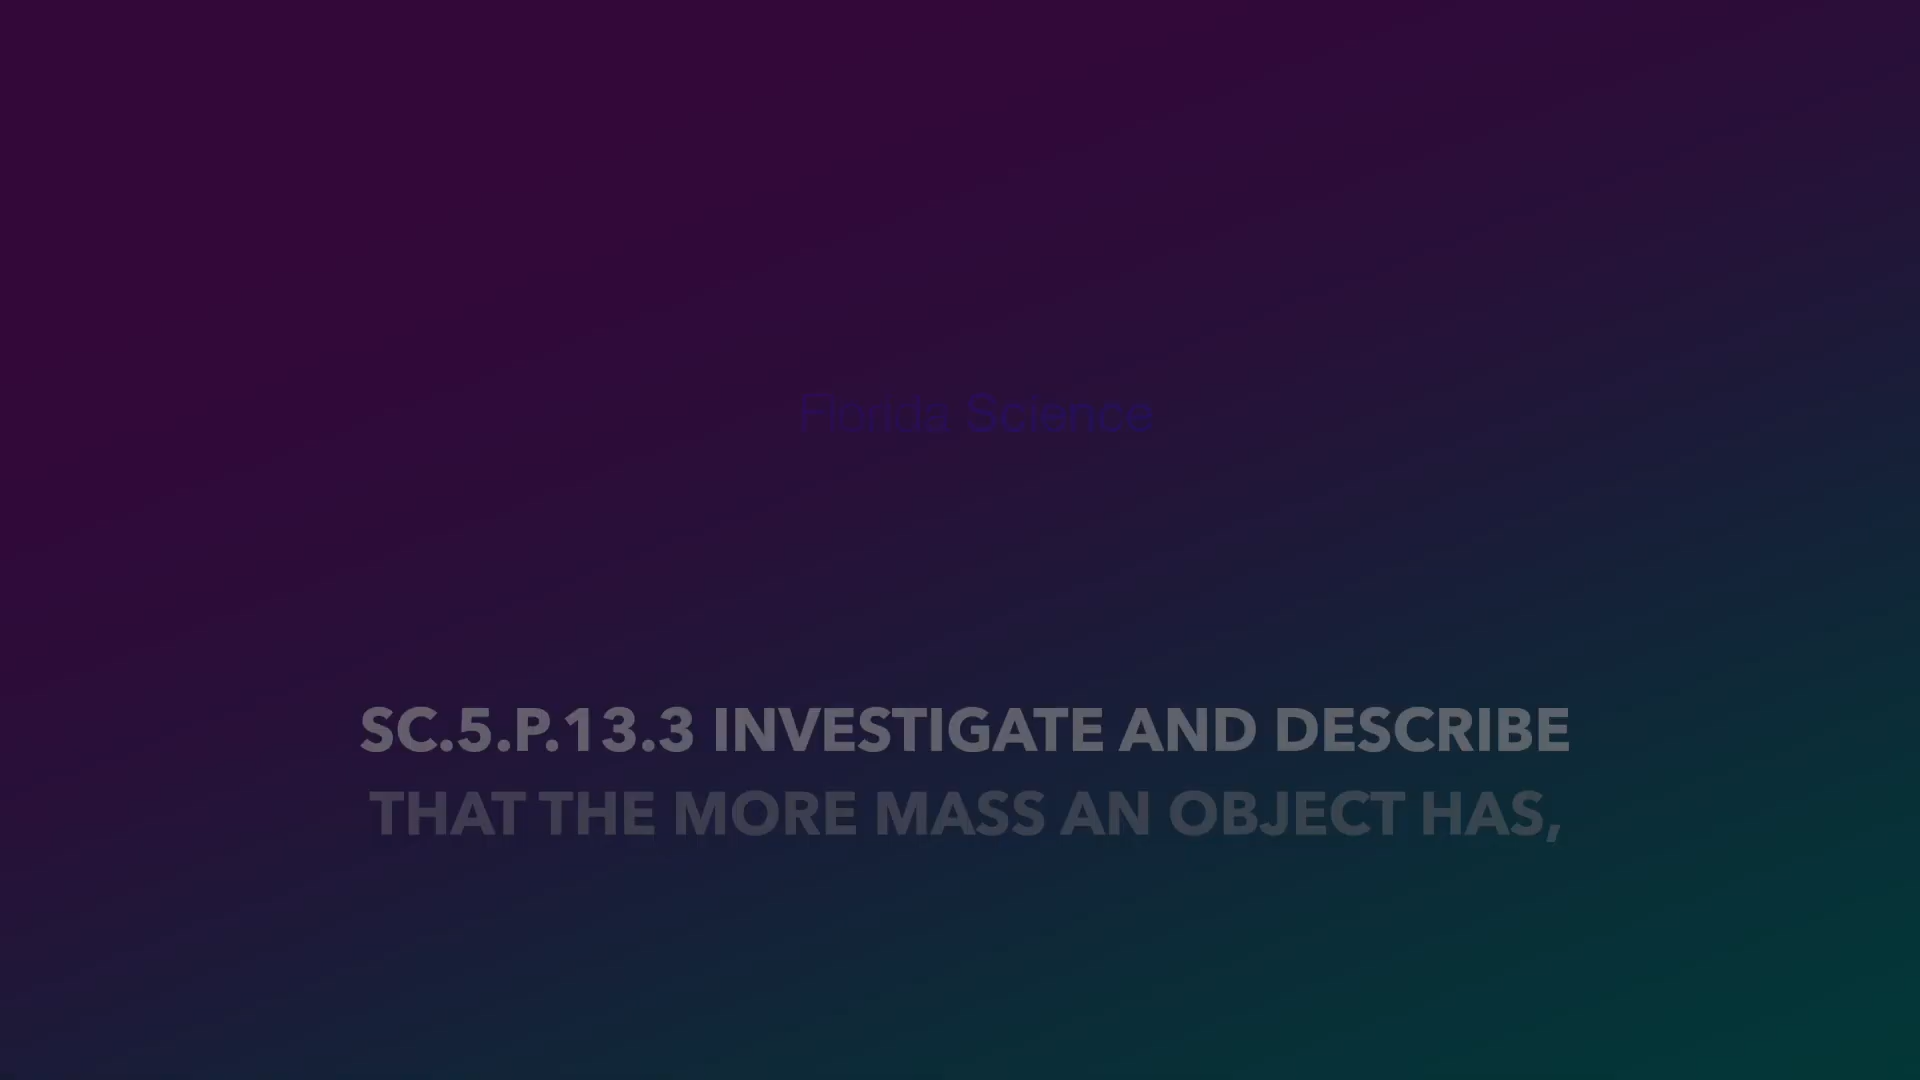 Florida Science
SC.5.P.13.3 INVESTIGATE AND DESCRIBE
THAT THE MORE MASS AN OBJECT HAS,